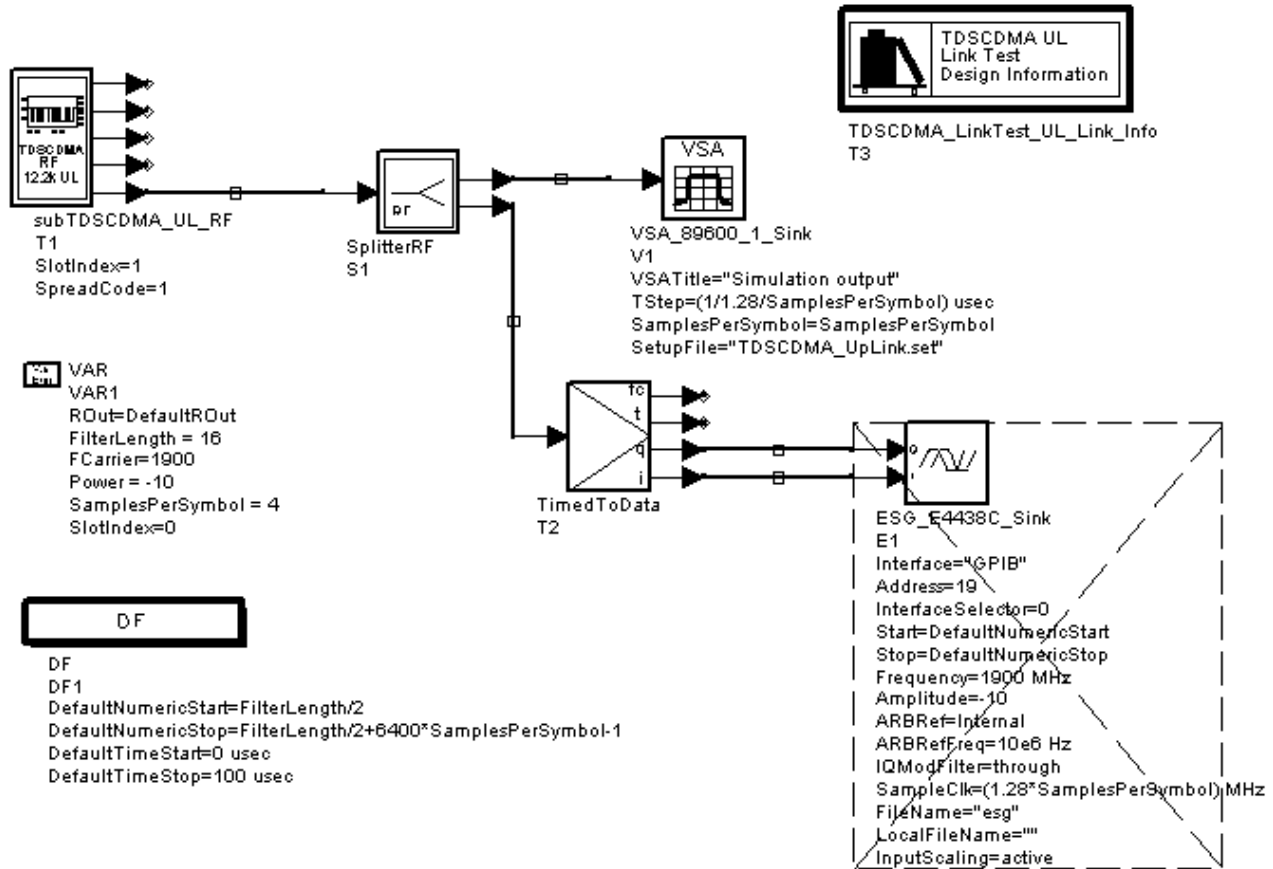 TDSCDMA UL
Link Test
Design Information
TDSCDMA_LinkTest_UL_Link_Info
T3
TDSCDMA
RF
12.2k UL
subTDSCDMA_UL_RF
T1
SlotIndex=1
SpreadCode=1
SplitterRF
S1
VSA
VSA_89600_1_Sink
V1
VSATitle="Simulation output"
TStep=(1/1.28/SamplesPerSymbol) usec
SamplesPerSymbol=SamplesPerSymbol
SetupFile="TDSCDMA_UpLink.set"
VAR
VAR1
ROut=DefaultROut
FilterLength = 16
FCarrier=1900
Power = -10
SamplesPerSymbol = 4
SlotIndex=0
fc
t
q
i
TimedToData
T2
ESG_E4438C_Sink
E1
Interface="GPIB"
Address=19
InterfaceSelector=0
Start=DefaultNumericStart
Stop=DefaultNumericStop
Frequency=1900 MHz
Amplitude=-10
ARBRef=Internal
ARBRefFreq=10e6 Hz
IQModFilter=through
SampleClk=(1.28*SamplesPerSymbol) MHz
FileName="esg"
LocalFileName=""
InputScaling=active
DF
DF
DF1
DefaultNumericStart=FilterLength/2
DefaultNumericStop=FilterLength/2+6400*SamplesPerSymbol-1
DefaultTimeStart=0 usec
DefaultTimeStop=100 usec